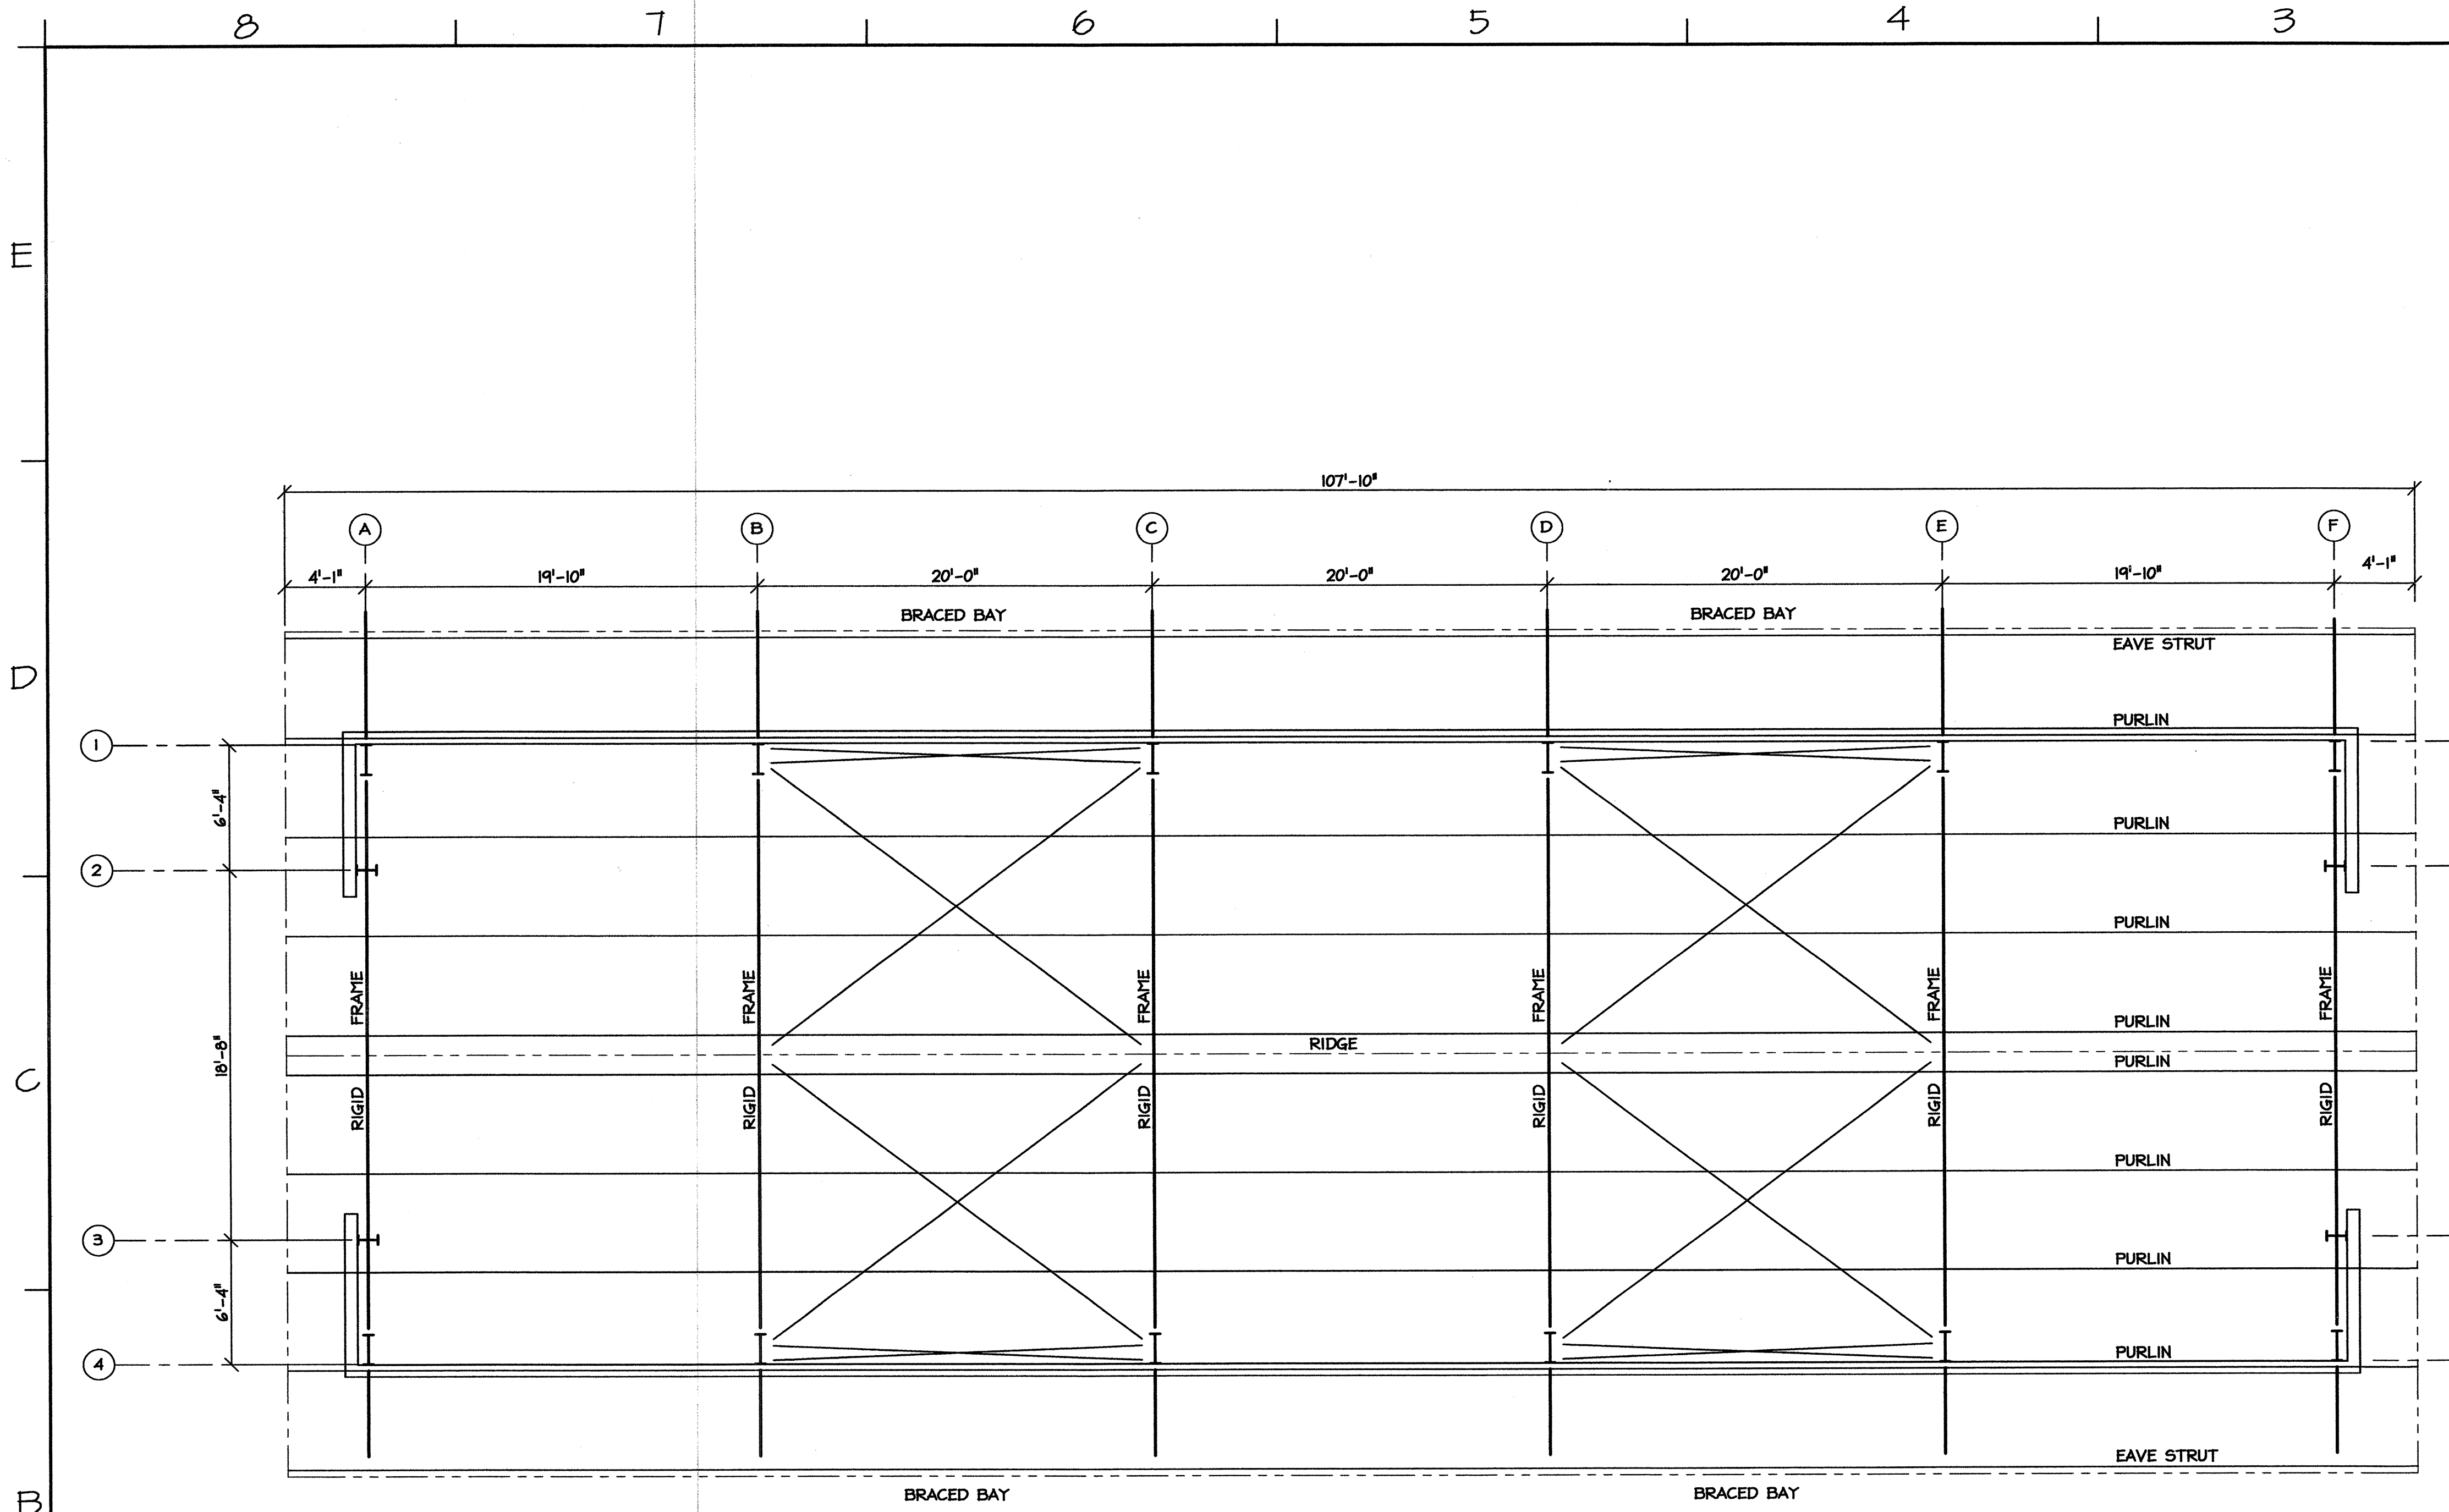 8 7 6 5 4 3
E
107'-10"
A B C D E F
4'-1" 19'-10" 20'-0" 20'-0" 20'-0" 19'-10" 4'-1"
BRACED BAY BRACED BAY
EAVE STRUT
D
PURLIN
1
6'-4"
PURLIN
2
PURLIN
FRAME FRAME FRAME FRAME FRAME FRAME
PURLIN
18'-8"
RIDGE
PURLIN
C
RIGID RIGID RIGID RIGID RIGID RIGID
PURLIN
3
PURLIN
6'-4"
PURLIN
4
EAVE STRUT
BRACED BAY BRACED BAY
B